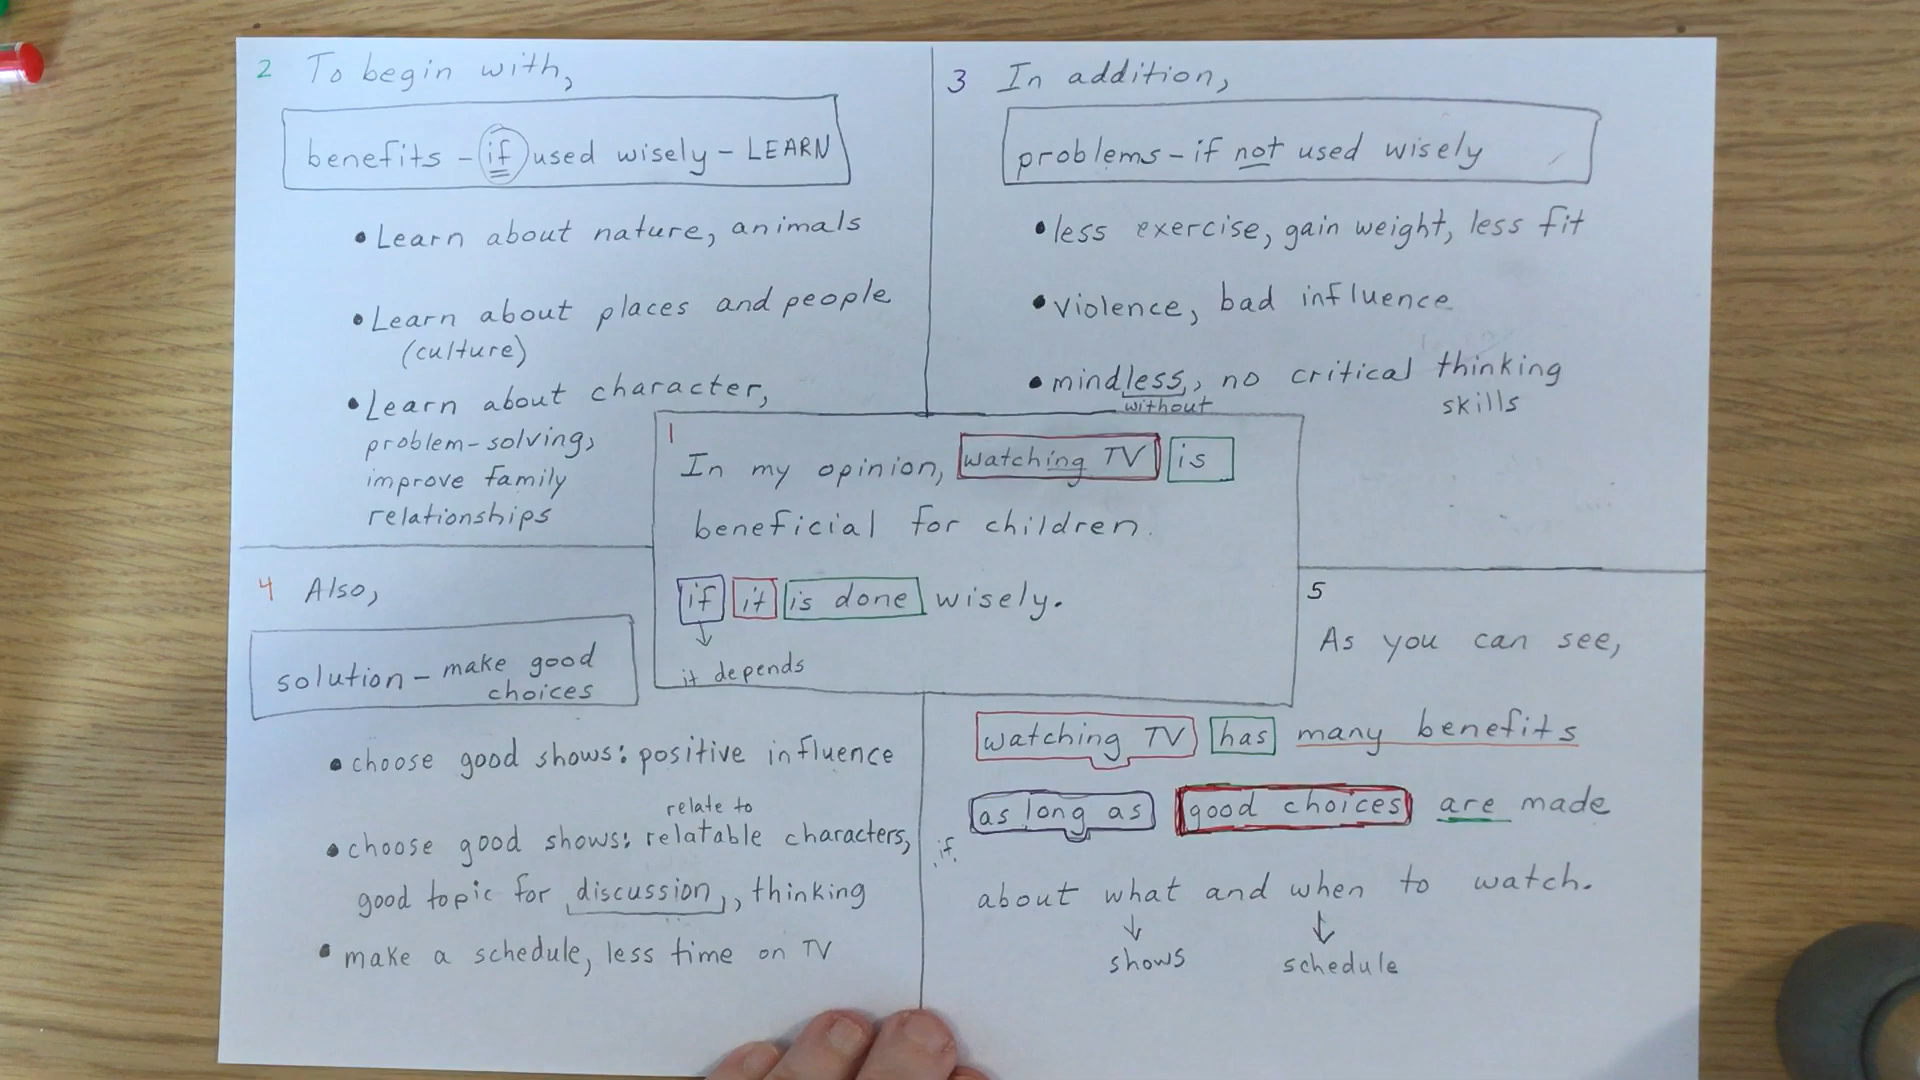 2 To begin with,
benefits - if used wisely - LEARN
• Learn about nature, animals
• Learn about places and people
(culture)
• Learn about character,
problem-solving,
improve family
relationships
3 In addition,
problems - if not used wisely
• less exercise, gain weight, less fit
• violence, bad influence
• mindless, no critical thinking
without
skills
1
In my opinion, watching TV is
beneficial for children.
if it is done wisely.
it depends
4 Also,
solution - make good
choices
• choose good shows: positive influence
relate to
• choose good shows: relatable characters,
good topic for discussion, thinking
• make a schedule, less time on TV
5
As you can see,
watching TV has many benefits
as long as good choices are made
if
about what and when to watch.
shows
schedule